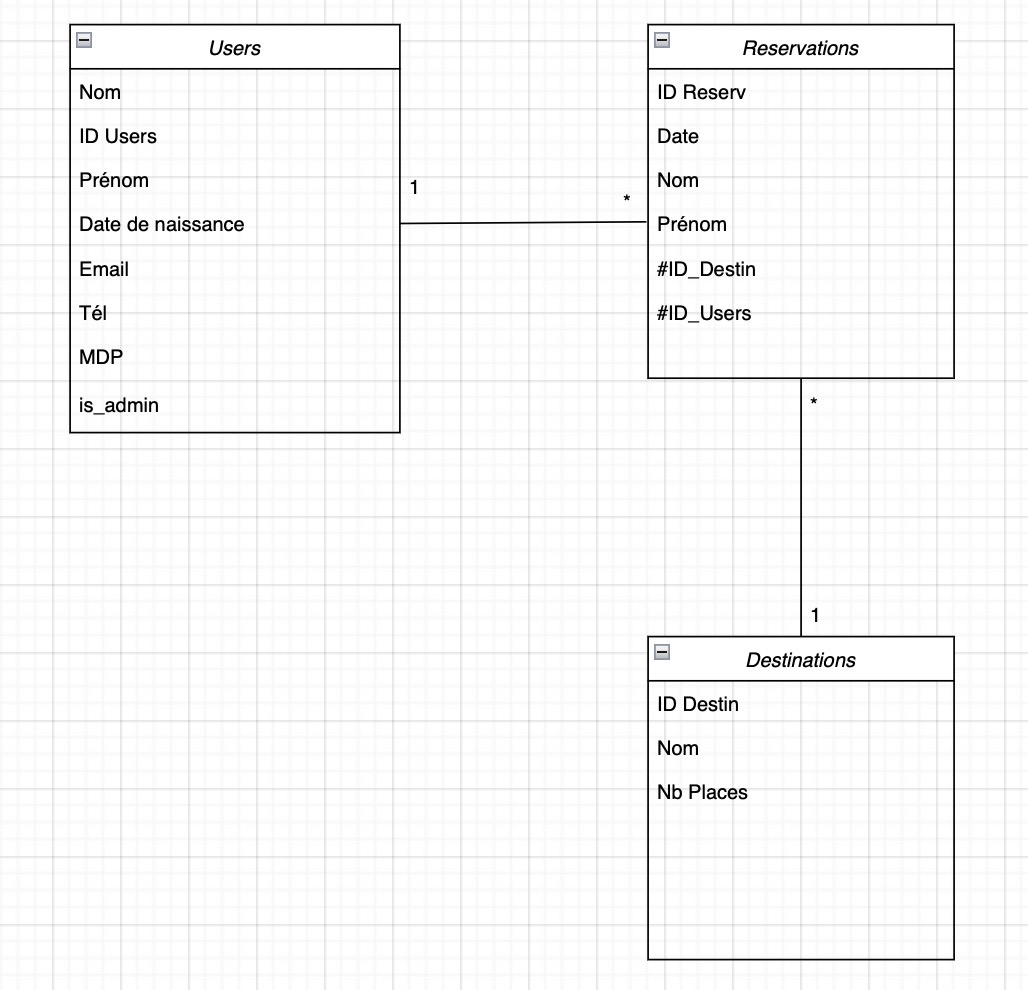 Users
Nom
ID Users
Prénom
Date de naissance
Email
Tél
MDP
is_admin
1
*
Reservations
ID Reserv
Date
Nom
Prénom
#ID_Destin
#ID_Users
*
1
Destinations
ID Destin
Nom
Nb Places